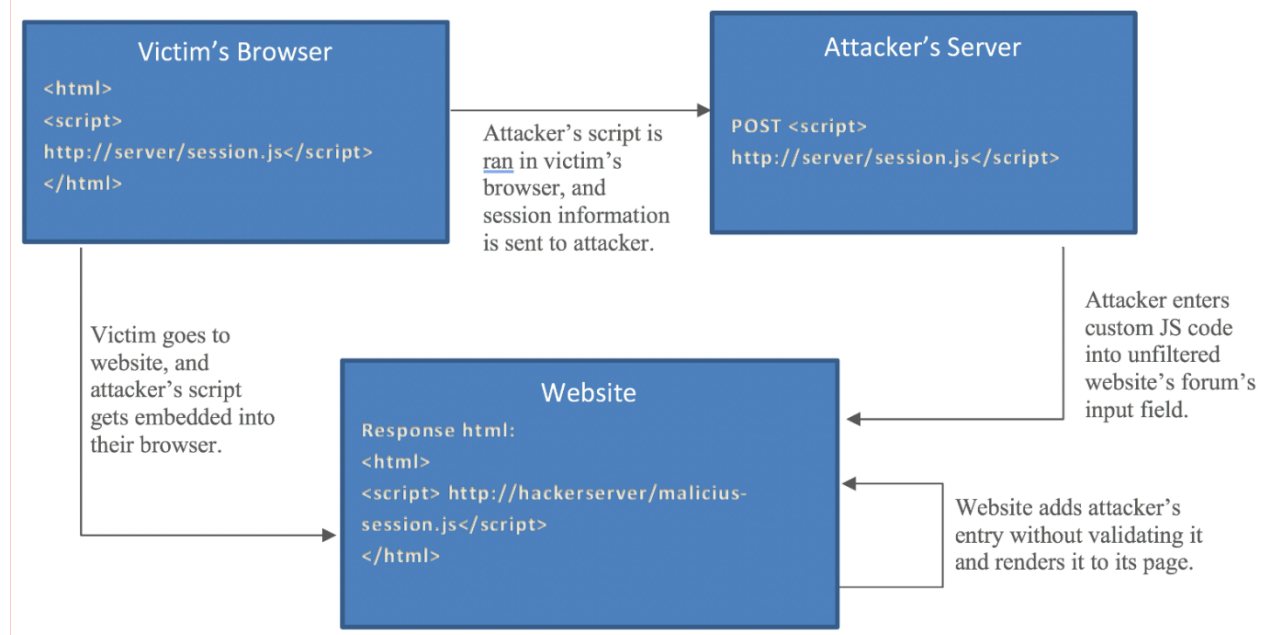 Victim's Browser
<html>
<script>
http://server/session.js</script>
</html>
Attacker's script is
ran in victim's
browser, and
session information
is sent to attacker.
Attacker's Server
POST <script>
http://server/session.js</script>
Victim goes to
website, and
attacker's script
gets embedded into
their browser.
Attacker enters
custom JS code
into unfiltered
website's forum's
input field.
Website
Response html:
<html>
<script> http://hackerserver/malicius-
session.js</script>
</html>
Website adds attacker's
entry without validating it
and renders it to its page.